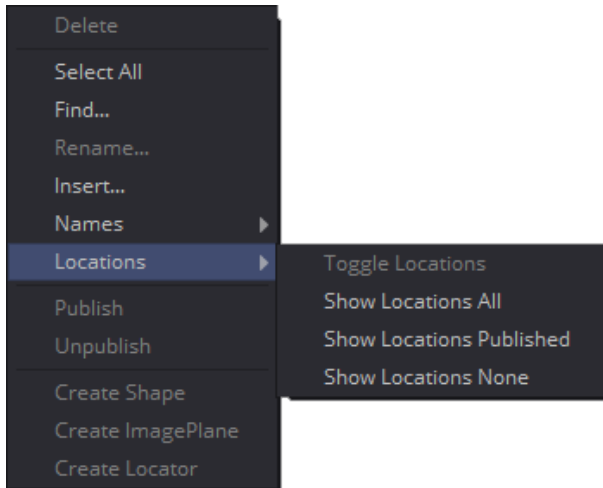 Delete
Select All
Find...
Rename...
Insert...
Names
Locations
Toggle Locations
Show Locations All
Show Locations Published
Show Locations None
Publish
Unpublish
Create Shape
Create ImagePlane
Create Locator